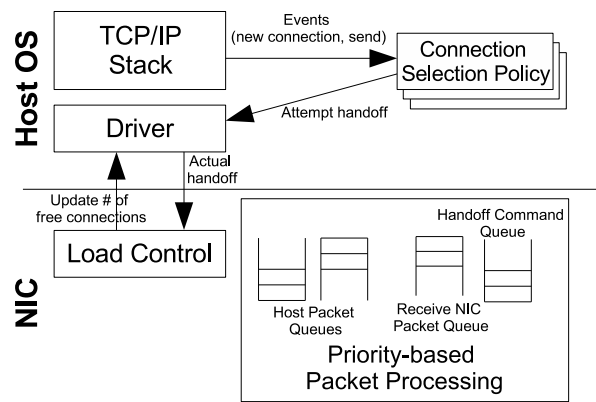 Host OS
TCP/IP
Stack
Events
(new connection, send)
Connection
Selection Policy
Driver
Attempt handoff
Actual
handoff
Update # of
free connections
NIC
Load Control
Handoff Command
Queue
Host Packet
Queues
Receive NIC
Packet Queue
Priority-based
Packet Processing